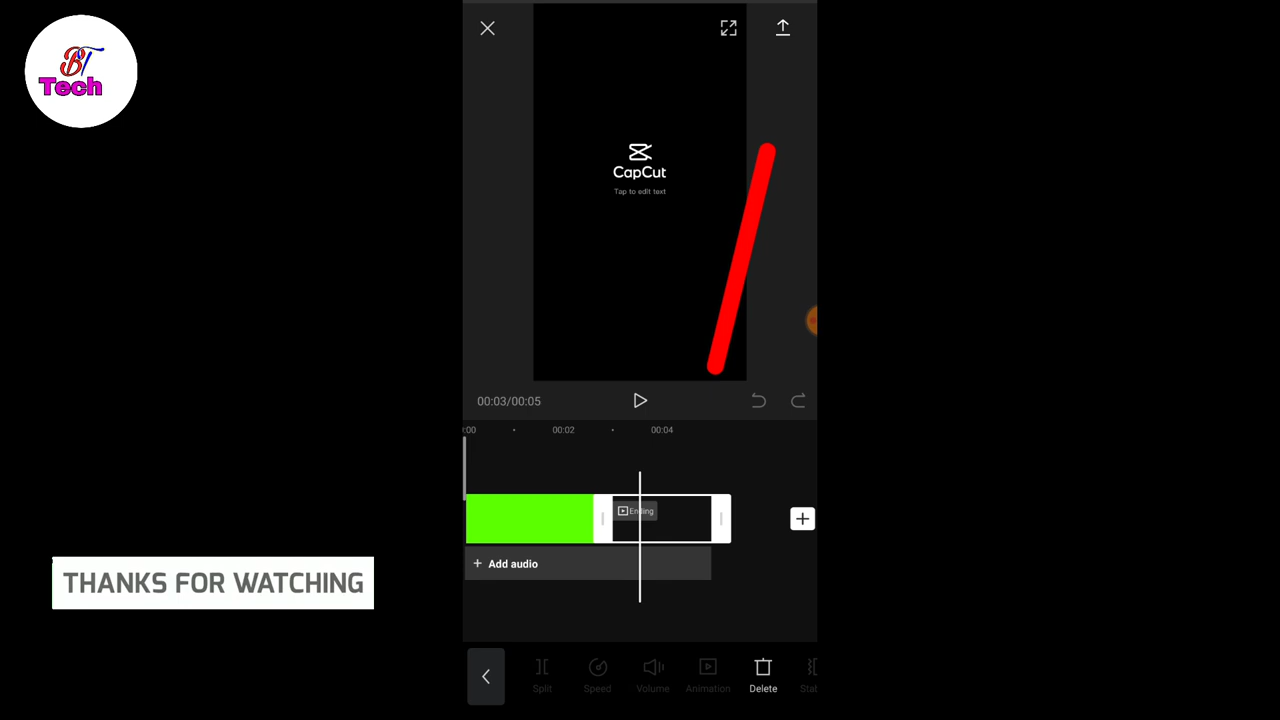 BT
Tech
CapCut
Tap to edit text
00:03/00:05
:00
00:02
00:04
Ending
+ Add audio
THANKS FOR WATCHING
Split
Speed
Volume
Animation
Delete
Stab